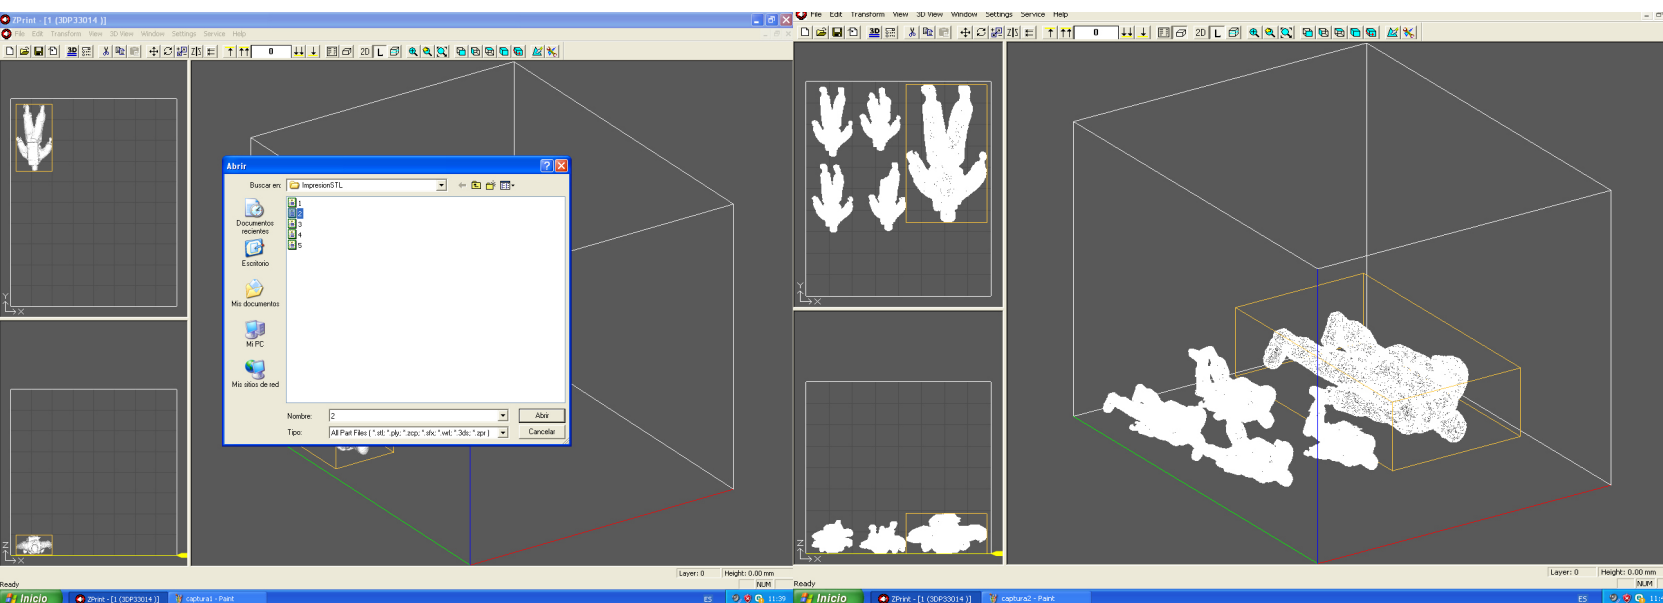 ZPrint - [1 (3DP33014 )]
File Edit Transform View 3D View Window Settings Service Help
0
2D L
Abrir
Buscar en: ImpresionSTL
Documentos recientes
Escritorio
Mis documentos
Mi PC
Mis sitios de red
1
2
3
4
5
Nombre: 2 Abrir
Tipo: All Part Files ( *.stl; *.ply; *.zcp; *.sfx; *.wrl; *.3ds; *.zpr ) Cancelar
Y
X
Z
X
Layer: 0 Height: 0.00 mm
Ready NUM
Inicio ZPrint - [1 (3DP33014 )] captura1 - Paint ES 11:39
File Edit Transform View 3D View Window Settings Service Help
0
2D L
Y
X
Z
X
Layer: 0 Height: 0.00 mm
Ready NUM
Inicio ZPrint - [1 (3DP33014 )] captura2 - Paint ES